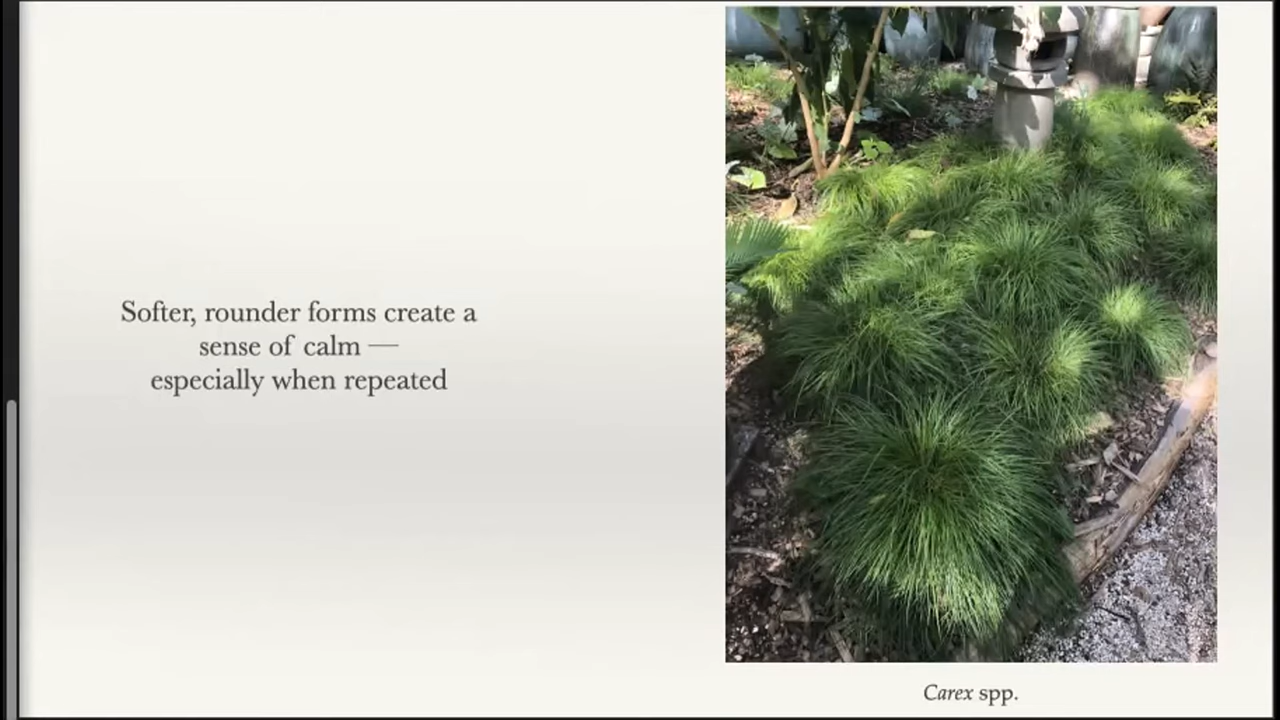 Softer, rounder forms create a
sense of calm —
especially when repeated
Carex spp.